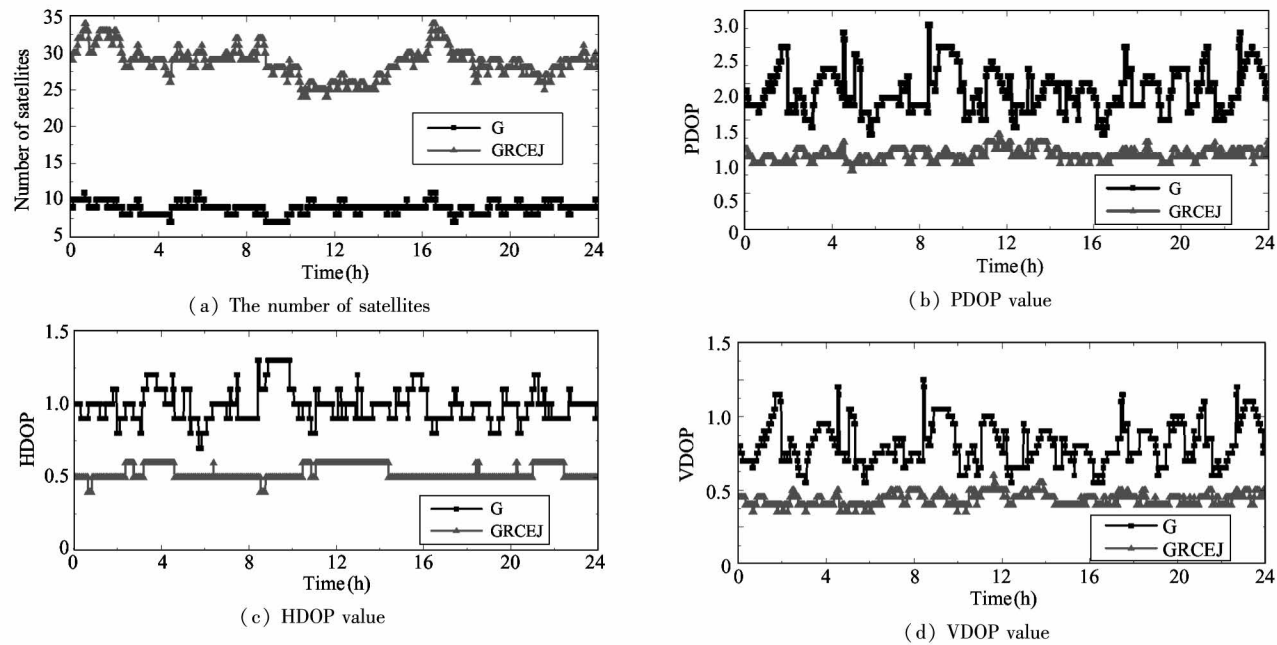 Number of satellites
35
30
25
20
25
30
35
10
5
G
GRCEJ
0
4
8
12
16
20
24
Time(h)
(a) The number of satellites
PDOP
3.0
2.5
2.0
1.5
1.0
0.5
0
G
GRCEJ
0
4
8
12
16
20
24
Time(h)
(b) PDOP value
HDOP
1.5
1.0
0.5
0
G
GRCEJ
0
4
8
12
16
20
24
Time(h)
(c) HDOP value
VDOP
1.5
1.0
0.5
0
G
GRCEJ
0
4
8
12
16
20
24
Time(h)
(d) VDOP value